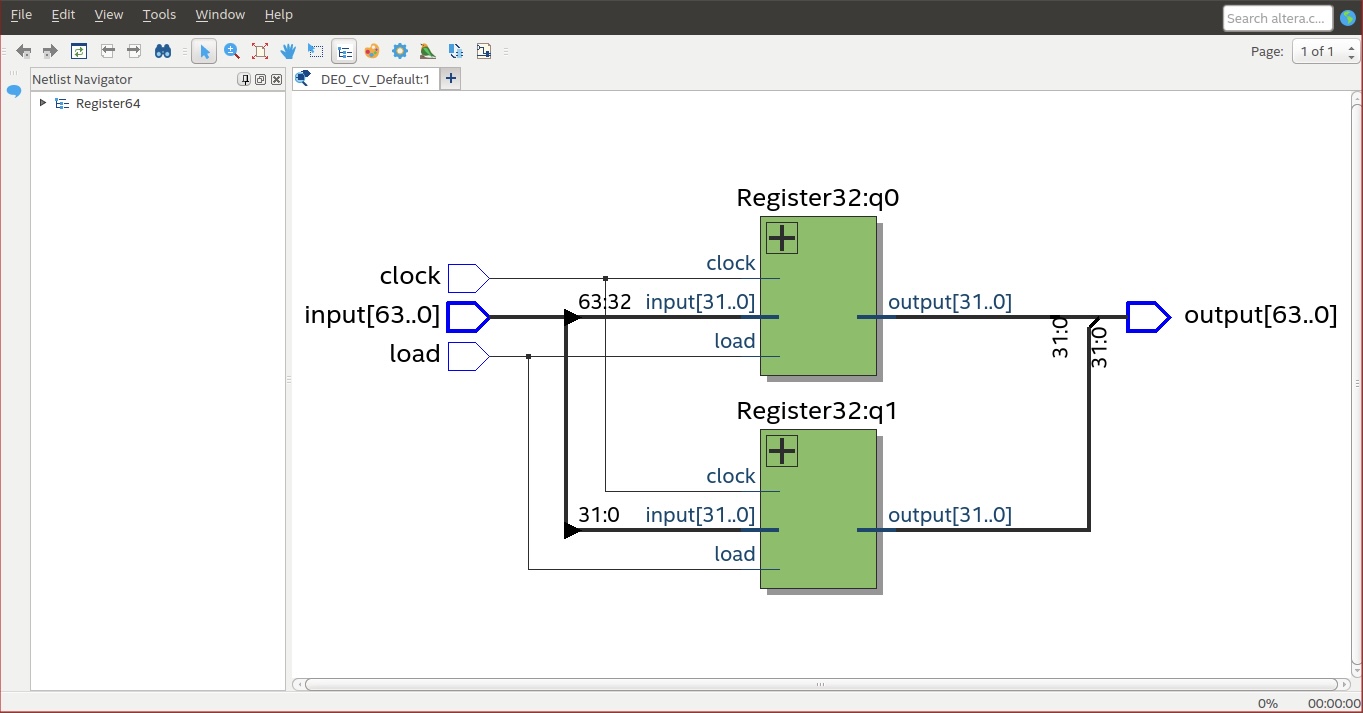 File Edit View Tools Window Help
Search altera.c...
Page: 1 of 1
Netlist Navigator
DE0_CV_Default:1
Register64
Register32:q0
clock
clock
63:32 input[31..0]
output[31..0]
input[63..0]
output[63..0]
load
load
31:0
31:0
Register32:q1
clock
31:0 input[31..0]
output[31..0]
load
0% 00:00:00